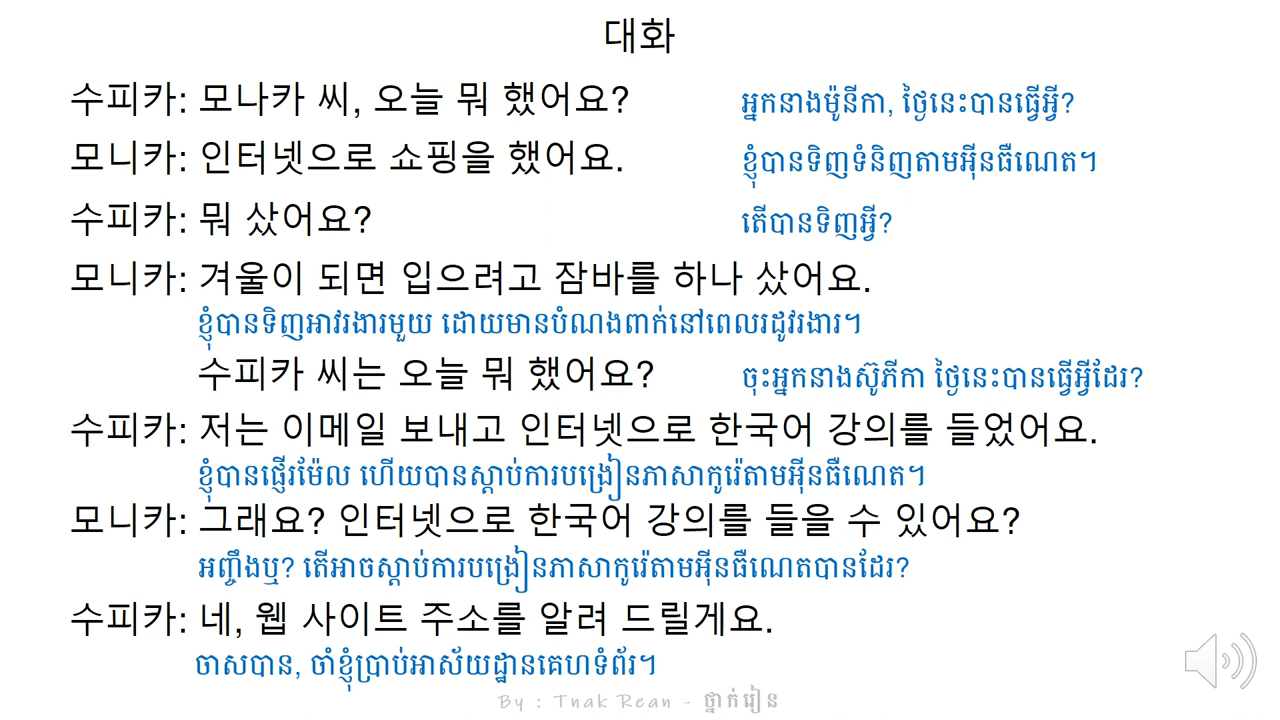 대화
수피카: 모나카 씨, 오늘 뭐 했어요? អ្នកនាងម៉ូនីកា, ថ្ងៃនេះបានធ្វើអ្វី?
모니카: 인터넷으로 쇼핑을 했어요. ខ្ញុំបានទិញទំនិញតាមអ៊ីនធឺណេត។
수피카: 뭐 샀어요? តើបានទិញអ្វី?
모니카: 겨울이 되면 입으려고 잠바를 하나 샀어요.
ខ្ញុំបានទិញអាវរងារមួយ ដោយមានបំណងពាក់នៅពេលរដូវរងារ។
수피카 씨는 오늘 뭐 했어요? ចុះអ្នកនាងស៊ូភីកា ថ្ងៃនេះបានធ្វើអ្វីដែរ?
수피카: 저는 이메일 보내고 인터넷으로 한국어 강의를 들었어요.
ខ្ញុំបានផ្ញើរម៉ែល ហើយបានស្ដាប់ការបង្រៀនភាសាកូរ៉េតាមអ៊ីនធឺណេត។
모니카: 그래요? 인터넷으로 한국어 강의를 들을 수 있어요?
អញ្ចឹងឬ? តើអាចស្ដាប់ការបង្រៀនភាសាកូរ៉េតាមអ៊ីនធឺណេតបានដែរ?
수피카: 네, 웹 사이트 주소를 알려 드릴게요.
ចាសបាន, ចាំខ្ញុំប្រាប់អាស័យដ្ឋានគេហទំព័រ។
By : Tnak Rean - ថ្នាក់រៀន